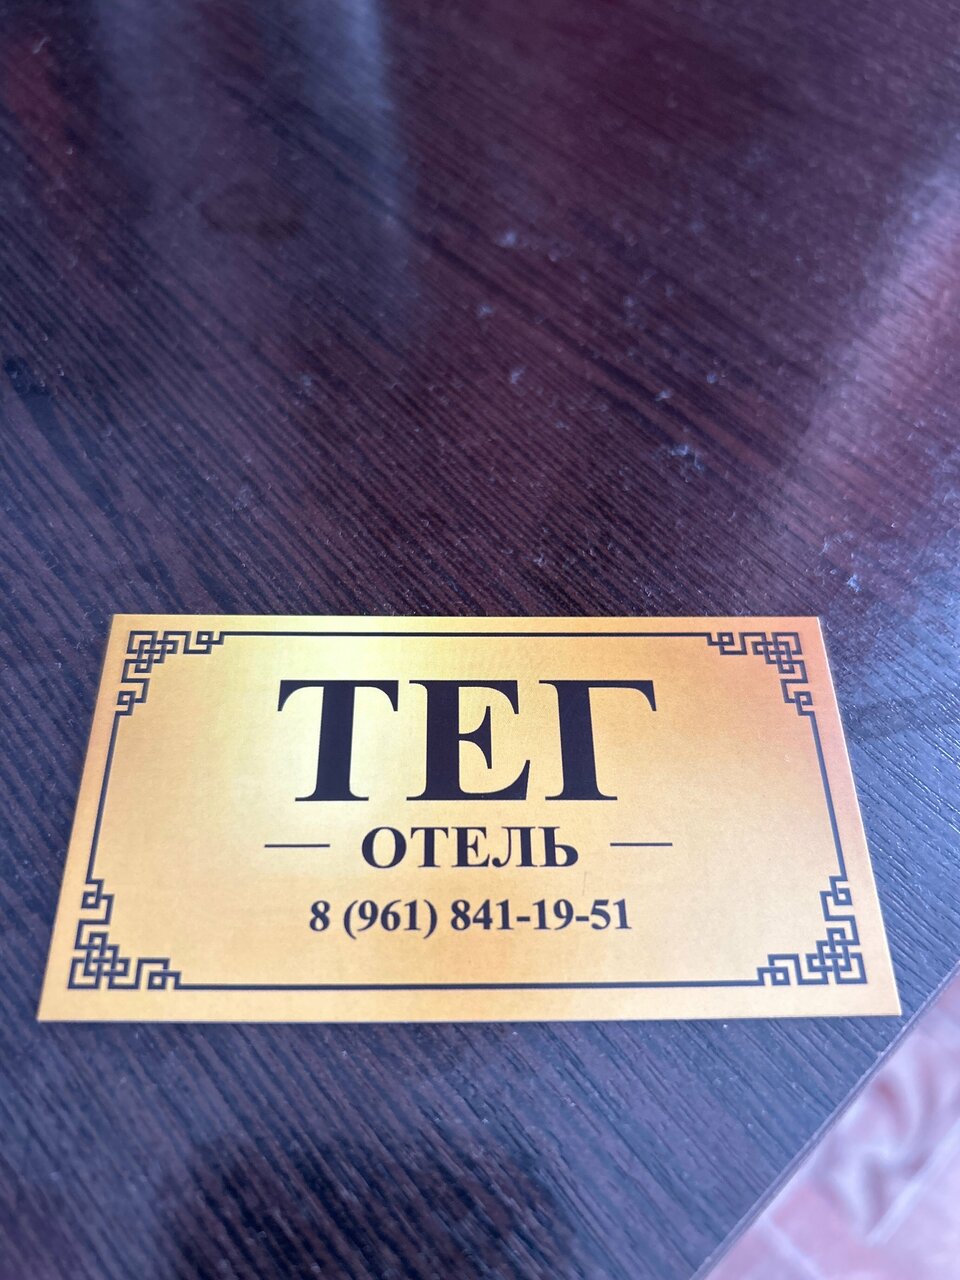 ТЕГ
— ОТЕЛЬ —
8 (961) 841-19-51